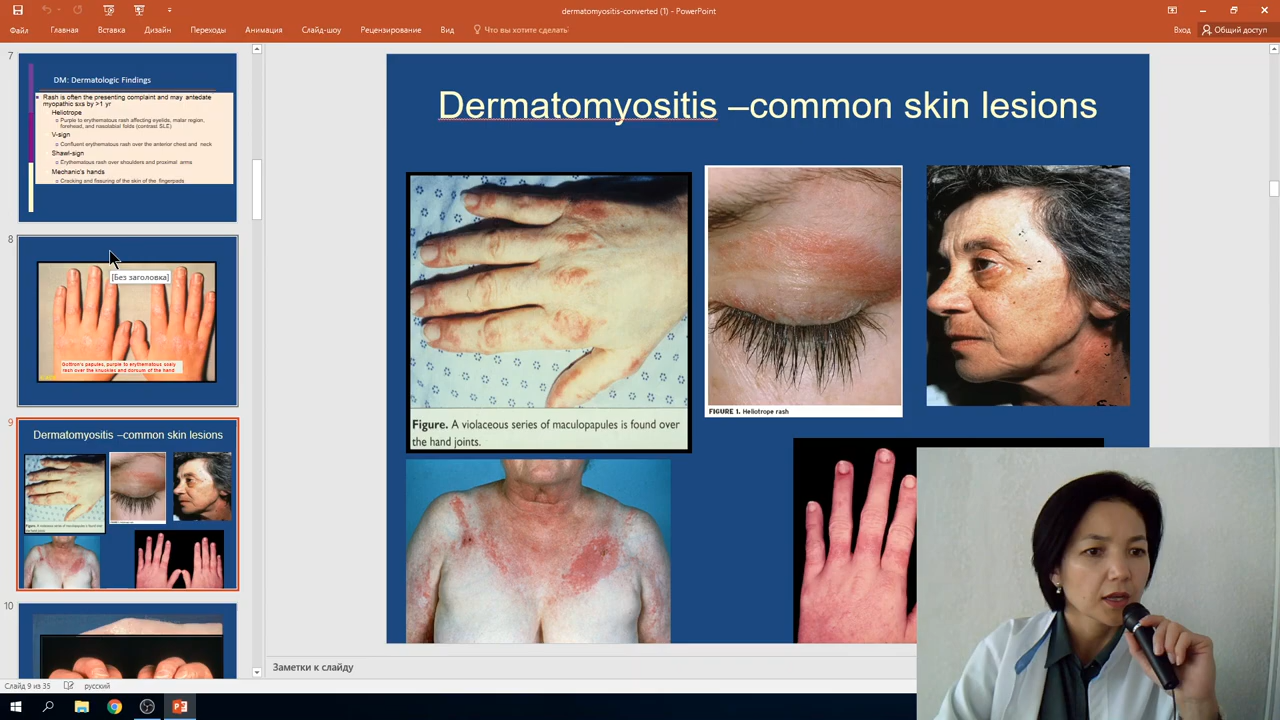 dermatomyositis-converted (1) - PowerPoint
Файл Главная Вставка Дизайн Переходы Анимация Слайд-шоу Рецензирование Вид Что вы хотите сделать? Вход Общий доступ
7
DM: Dermatologic Findings
Rash is often the presenting complaint and may antedate
myopathic sxs by >1 yr
Heliotrope
Purple to erythematous rash affecting eyelids, malar region,
forehead, and nasolabial folds (contrast SLE)
V-sign
Confluent erythematous rash over the anterior chest and neck
Shawl-sign
Erythematous rash over shoulders and proximal arms
Mechanic's hands
Cracking and fissuring of the skin of the fingerpads
8
[Без заголовка]
Gottron's papules, purple to erythematous scaly
rash over the knuckles and dorsum of the hand
9
Dermatomyositis –common skin lesions
10
Dermatomyositis –common skin lesions
Figure. A violaceous series of maculopapules is found over
the hand joints.
FIGURE 1. Heliotrope rash
Заметки к слайду
Слайд 9 из 35 русский